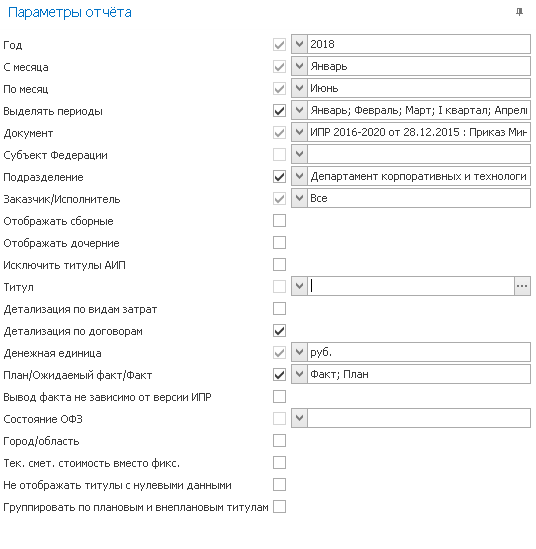 Параметры отчёта
Год 2018
С месяца Январь
По месяц Июнь
Выделять периоды Январь; Февраль; Март; I квартал; Апрель
Документ ИПР 2016-2020 от 28.12.2015 : Приказ Мин
Субъект Федерации
Подразделение Департамент корпоративных и технологи
Заказчик/Исполнитель Все
Отображать сборные
Отображать дочерние
Исключить титулы АИП
Титул ...
Детализация по видам затрат
Детализация по договорам
Денежная единица руб.
План/Ожидаемый факт/Факт Факт; План
Вывод факта не зависимо от версии ИПР
Состояние ОФЗ
Город/область
Тек. смет. стоимость вместо фикс.
Не отображать титулы с нулевыми данными
Группировать по плановым и внеплановым титулам